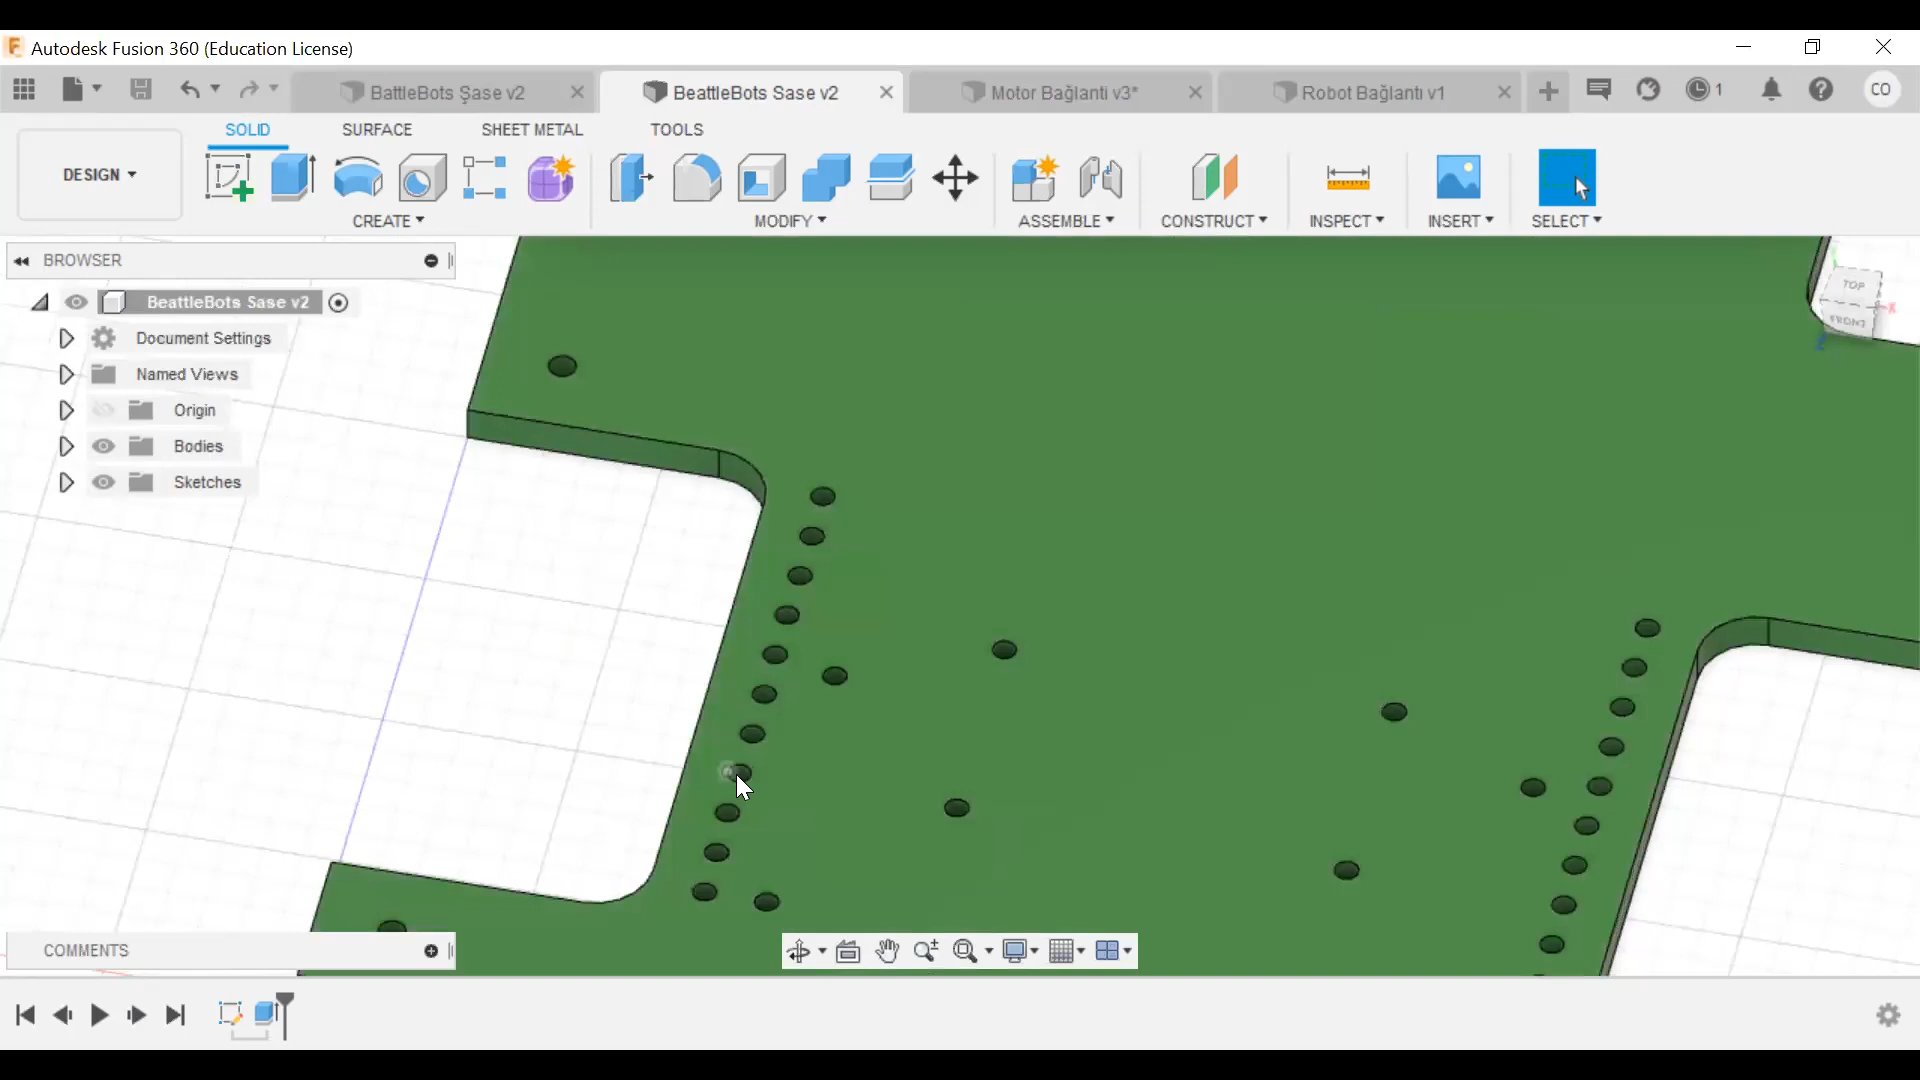 Autodesk Fusion 360 (Education License)
BattleBots Şase v2
BeattleBots Sase v2
Motor Bağlantı v3*
Robot Bağlantı v1
1
CO
SOLID
SURFACE
SHEET METAL
TOOLS
DESIGN
CREATE
MODIFY
ASSEMBLE
CONSTRUCT
INSPECT
INSERT
SELECT
BROWSER
BeattleBots Sase v2
Document Settings
Named Views
Origin
Bodies
Sketches
TOP
FRONT
X
COMMENTS